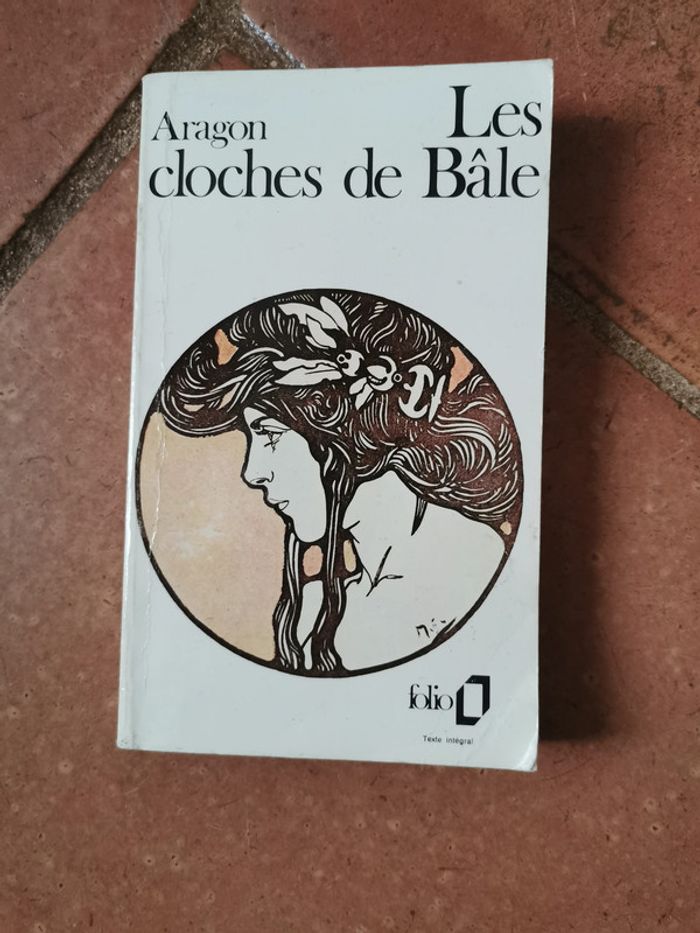 Les
Aragon
cloches de Bâle
folio
Texte intégral